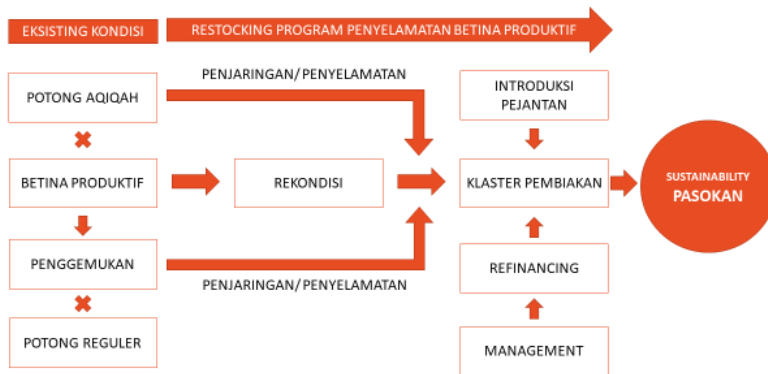 EKSISTING KONDISI
RESTOCKING PROGRAM PENYELAMATAN BETINA PRODUKTIF
POTONG AQIQAH
PENJARINGAN/PENYELAMATAN
INTRODUKSI
PEJANTAN
BETINA PRODUKTIF
REKONDISI
KLASTER PEMBIAKAN
SUSTAINABILITY
PASOKAN
PENGGEMUKAN
PENJARINGAN/PENYELAMATAN
REFINANCING
POTONG REGULER
MANAGEMENT